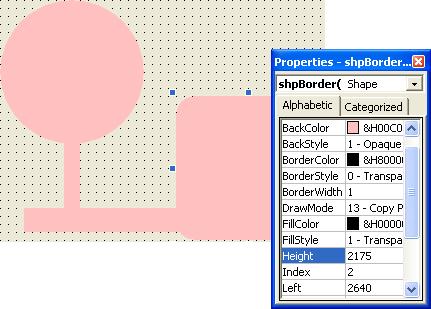 Properties - shpBorder...
shpBorder( Shape
Alphabetic Categorized
BackColor &H00C0
BackStyle 1 - Opaque
BorderColor &H8000
BorderStyle 0 - Transpa
BorderWidth 1
DrawMode 13 - Copy P
FillColor &H0000
FillStyle 1 - Transpa
Height 2175
Index 2
Left 2640